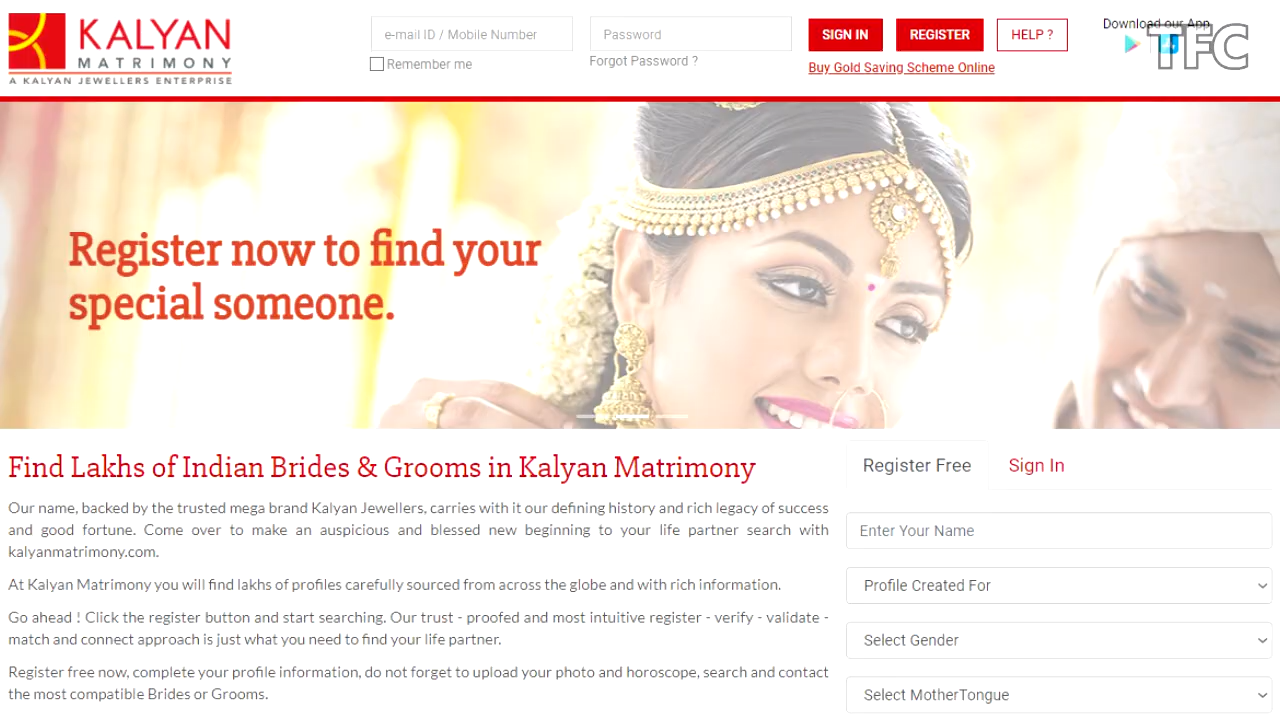 KALYAN
MATRIMONY
A KALYAN JEWELLERS ENTERPRISE
e-mail ID / Mobile Number
Password
SIGN IN
REGISTER
HELP ?
Download our App
TFC
Remember me
Forgot Password ?
Buy Gold Saving Scheme Online
Register now to find your
special someone.
Find Lakhs of Indian Brides & Grooms in Kalyan Matrimony
Our name, backed by the trusted mega brand Kalyan Jewellers, carries with it our defining history and rich legacy of success
and good fortune. Come over to make an auspicious and blessed new beginning to your life partner search with
kalyanmatrimony.com.
At Kalyan Matrimony you will find lakhs of profiles carefully sourced from across the globe and with rich information.
Go ahead ! Click the register button and start searching. Our trust - proofed and most intuitive register - verify - validate -
match and connect approach is just what you need to find your life partner.
Register free now, complete your profile information, do not forget to upload your photo and horoscope, search and contact
the most compatible Brides or Grooms.
Register Free
Sign In
Enter Your Name
Profile Created For
Select Gender
Select MotherTongue